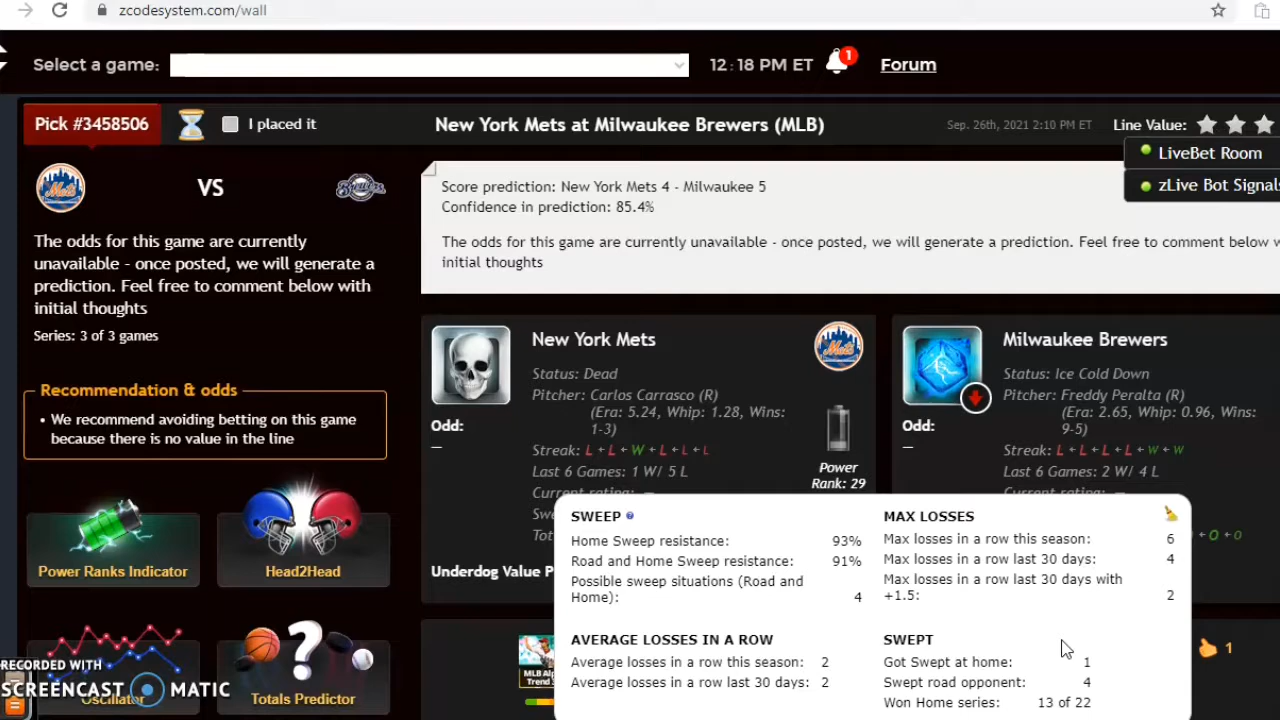 zcodesystem.com/wall
Select a game:
12:18 PM ET
1
Forum
Pick #3458506
I placed it
New York Mets at Milwaukee Brewers (MLB)
Sep. 26th, 2021 2:10 PM ET
Line Value:
LiveBet Room
zLive Bot Signals
Mets
VS
Brewers
The odds for this game are currently
unavailable - once posted, we will generate a
prediction. Feel free to comment below with
initial thoughts
Series: 3 of 3 games
Score prediction: New York Mets 4 - Milwaukee 5
Confidence in prediction: 85.4%
The odds for this game are currently unavailable - once posted, we will generate a prediction. Feel free to comment below
initial thoughts
Recommendation & odds
• We recommend avoiding betting on this game
because there is no value in the line
Power Ranks Indicator
Head2Head
Oscillator
Totals Predictor
New York Mets
Status: Dead
Pitcher: Carlos Carrasco (R)
(Era: 5.24, Whip: 1.28, Wins:
1-3)
Odd:
—
Streak: L L W L L L
Last 6 Games: 1 W/ 5 L
Current rating: —
Mets
Power
Rank: 29
Underdog Value P
Milwaukee Brewers
Status: Ice Cold Down
Pitcher: Freddy Peralta (R)
(Era: 2.65, Whip: 0.96, Wins:
9-5)
Odd:
—
Streak: L L L L W W
Last 6 Games: 2 W/ 4 L
Current rating: —
O O
SWEEP
Home Sweep resistance: 93%
Road and Home Sweep resistance: 91%
Possible sweep situations (Road and
Home): 4
AVERAGE LOSSES IN A ROW
Average losses in a row this season: 2
Average losses in a row last 30 days: 2
MAX LOSSES
Max losses in a row this season: 6
Max losses in a row last 30 days: 4
Max losses in a row last 30 days with
+1.5: 2
SWEPT
Got Swept at home: 1
Swept road opponent: 4
Won Home series: 13 of 22
1
RECORDED WITH
SCREENCAST MATIC